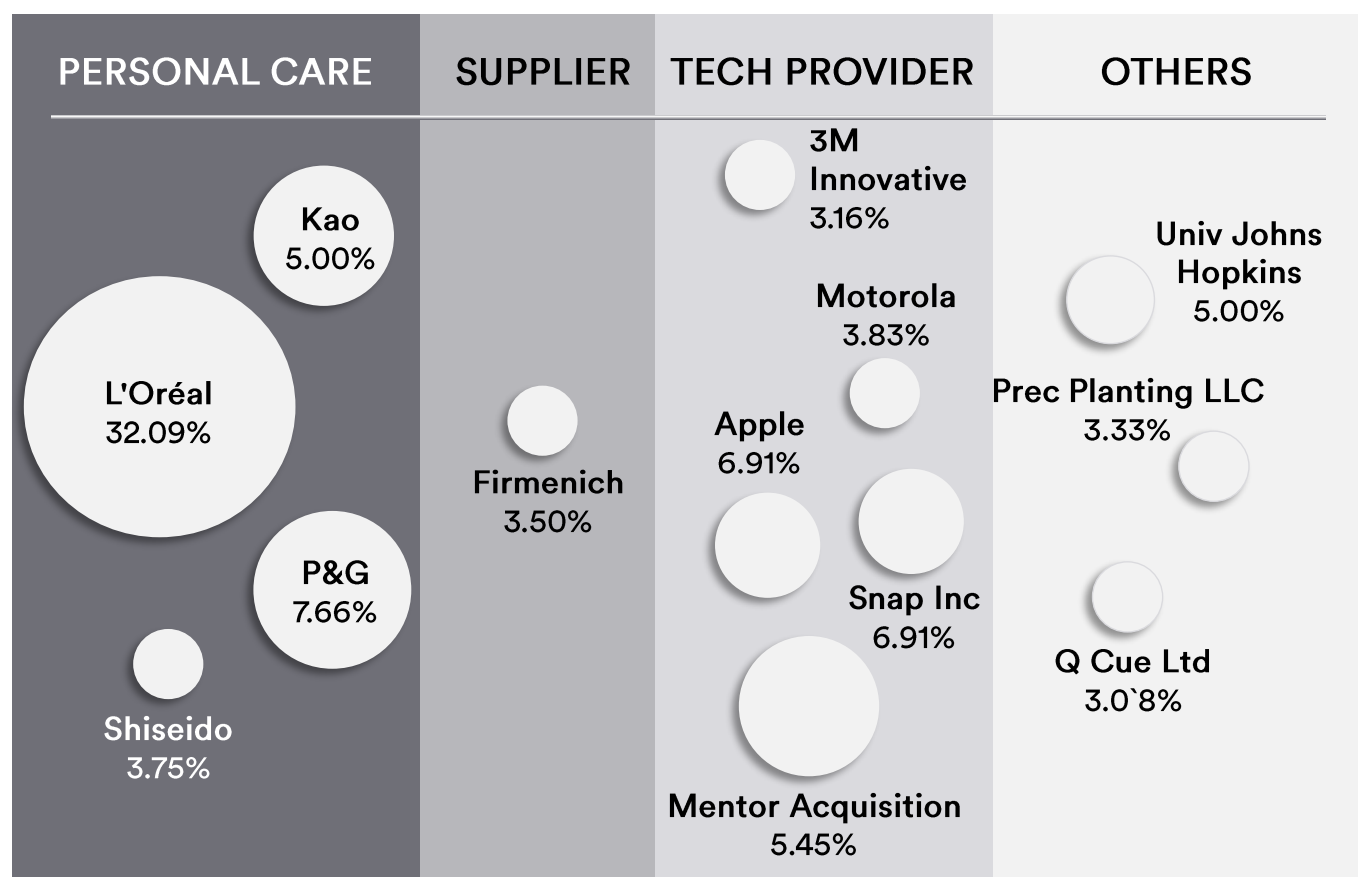 PERSONAL CARE
SUPPLIER
TECH PROVIDER
OTHERS
Kao
5.00%
L'Oréal
32.09%
P&G
7.66%
Shiseido
3.75%
Firmenich
3.50%
3M
Innovative
3.16%
Motorola
3.83%
Apple
6.91%
Snap Inc
6.91%
Mentor Acquisition
5.45%
Univ Johns
Hopkins
5.00%
Prec Planting LLC
3.33%
Q Cue Ltd
3.0`8%